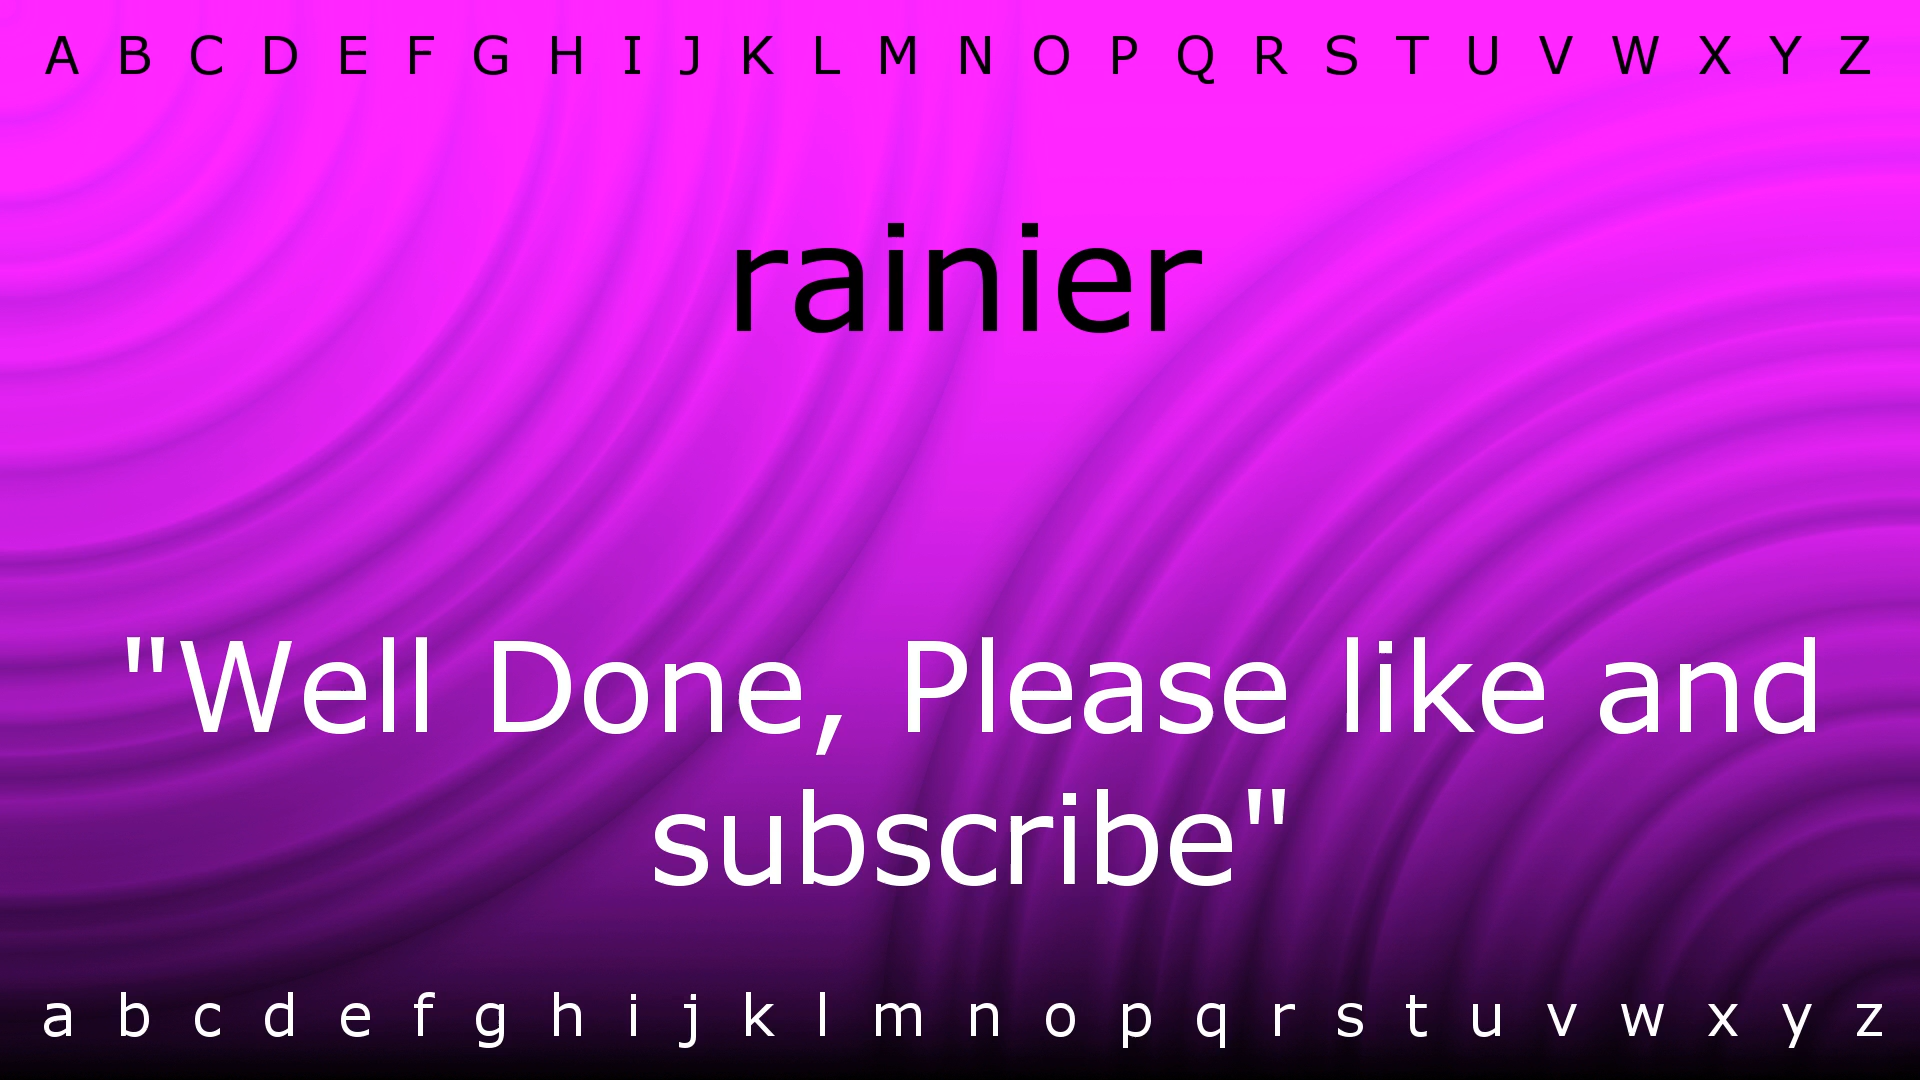 A B C D E F G H I J K L M N O P Q R S T U V W X Y Z
rainier
"Well Done, Please like and
subscribe"
a b c d e f g h i j k l m n o p q r s t u v w x y z